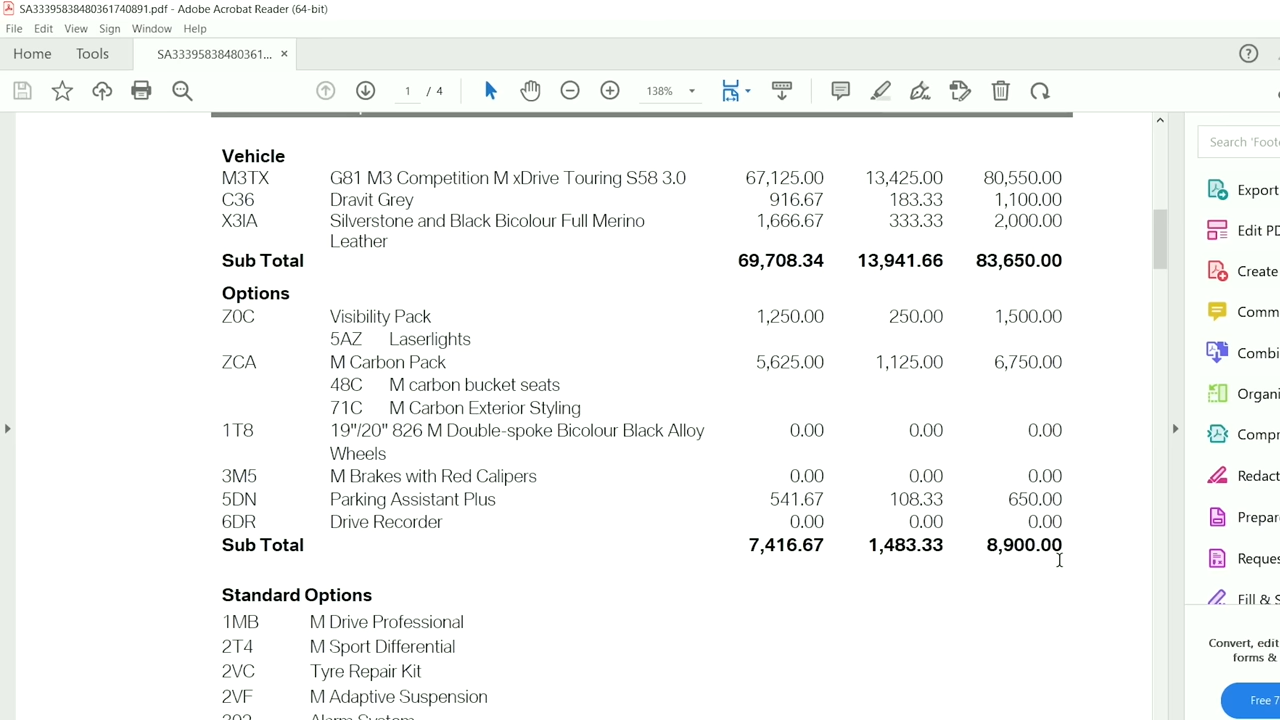 SA33395838480361740891.pdf - Adobe Acrobat Reader (64-bit)
File Edit View Sign Window Help
Home Tools SA33395838480361... ×
1 / 4 138%
Search 'Foot
Vehicle
M3TX G81 M3 Competition M xDrive Touring S58 3.0 67,125.00 13,425.00 80,550.00
C36 Dravit Grey 916.67 183.33 1,100.00
X3IA Silverstone and Black Bicolour Full Merino 1,666.67 333.33 2,000.00
Leather
Sub Total 69,708.34 13,941.66 83,650.00
Options
Z0C Visibility Pack 1,250.00 250.00 1,500.00
5AZ Laserlights
ZCA M Carbon Pack 5,625.00 1,125.00 6,750.00
48C M carbon bucket seats
71C M Carbon Exterior Styling
1T8 19"/20" 826 M Double-spoke Bicolour Black Alloy 0.00 0.00 0.00
Wheels
3M5 M Brakes with Red Calipers 0.00 0.00 0.00
5DN Parking Assistant Plus 541.67 108.33 650.00
6DR Drive Recorder 0.00 0.00 0.00
Sub Total 7,416.67 1,483.33 8,900.00
Standard Options
1MB M Drive Professional
2T4 M Sport Differential
2VC Tyre Repair Kit
2VF M Adaptive Suspension
302 Alarm System
Export
Edit PD
Create
Comm
Combi
Organi
Compr
Redact
Prepar
Reques
Fill & S
Convert, edit
forms &
Free 7